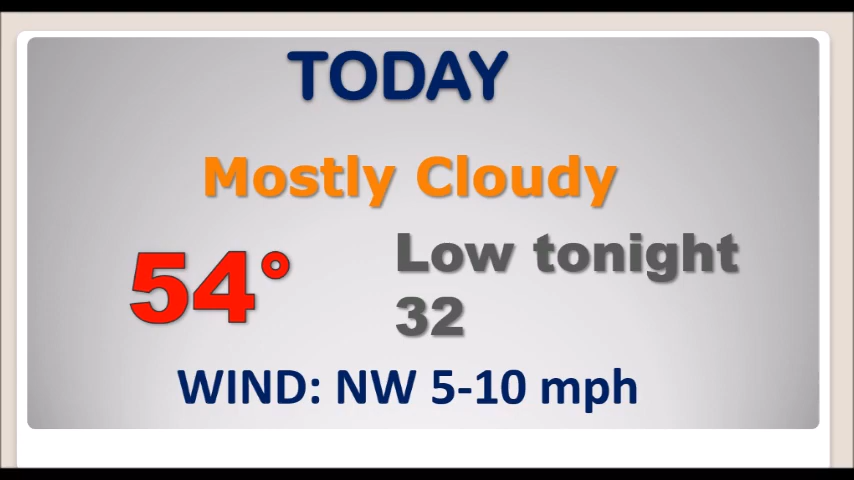 TODAY
Mostly Cloudy
54°
Low tonight
32
WIND: NW 5-10 mph